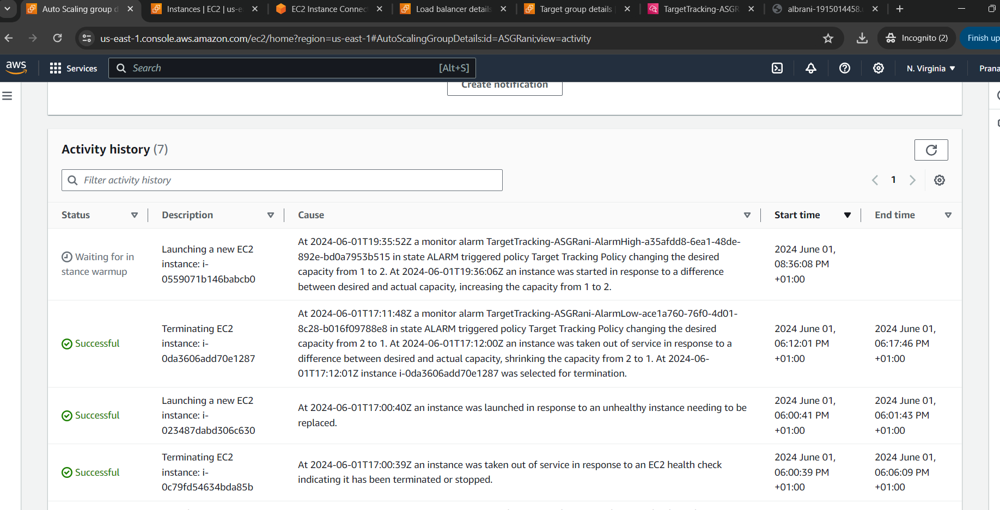 Auto Scaling group d
Instances | EC2 | us-e
EC2 Instance Connec
Load balancer details
Target group details
TargetTracking-ASGR
albrani-1915014458.
us-east-1.console.aws.amazon.com/ec2/home?region=us-east-1#AutoScalingGroupDetails:id=ASGRani;view=activity
Incognito (2)
Finish up
aws
Services
Search
[Alt+S]
N. Virginia
Prana
Create notification
Activity history (7)
Filter activity history
1
Status
Description
Cause
Start time
End time
Waiting for in
stance warmup
Launching a new EC2
instance: i-
0559071b146babcb0
At 2024-06-01T19:35:52Z a monitor alarm TargetTracking-ASGRani-AlarmHigh-a35afdd8-6ea1-48de-
892e-bd0a7953b515 in state ALARM triggered policy Target Tracking Policy changing the desired
capacity from 1 to 2. At 2024-06-01T19:36:06Z an instance was started in response to a difference
between desired and actual capacity, increasing the capacity from 1 to 2.
2024 June 01,
08:36:08 PM
+01:00
Successful
Terminating EC2
instance: i-
0da3606add70e1287
At 2024-06-01T17:11:48Z a monitor alarm TargetTracking-ASGRani-AlarmLow-ace1a760-76f0-4d01-
8c28-b016f09788e8 in state ALARM triggered policy Target Tracking Policy changing the desired
capacity from 2 to 1. At 2024-06-01T17:12:00Z an instance was taken out of service in response to a
difference between desired and actual capacity, shrinking the capacity from 2 to 1. At 2024-06-
01T17:12:01Z instance i-0da3606add70e1287 was selected for termination.
2024 June 01,
06:12:01 PM
+01:00
2024 June 01,
06:17:46 PM
+01:00
Successful
Launching a new EC2
instance: i-
023487dabd306c630
At 2024-06-01T17:00:40Z an instance was launched in response to an unhealthy instance needing to be
replaced.
2024 June 01,
06:00:41 PM
+01:00
2024 June 01,
06:01:43 PM
+01:00
Successful
Terminating EC2
instance: i-
0c79fd54634bda85b
At 2024-06-01T17:00:39Z an instance was taken out of service in response to an EC2 health check
indicating it has been terminated or stopped.
2024 June 01,
06:00:39 PM
+01:00
2024 June 01,
06:06:09 PM
+01:00